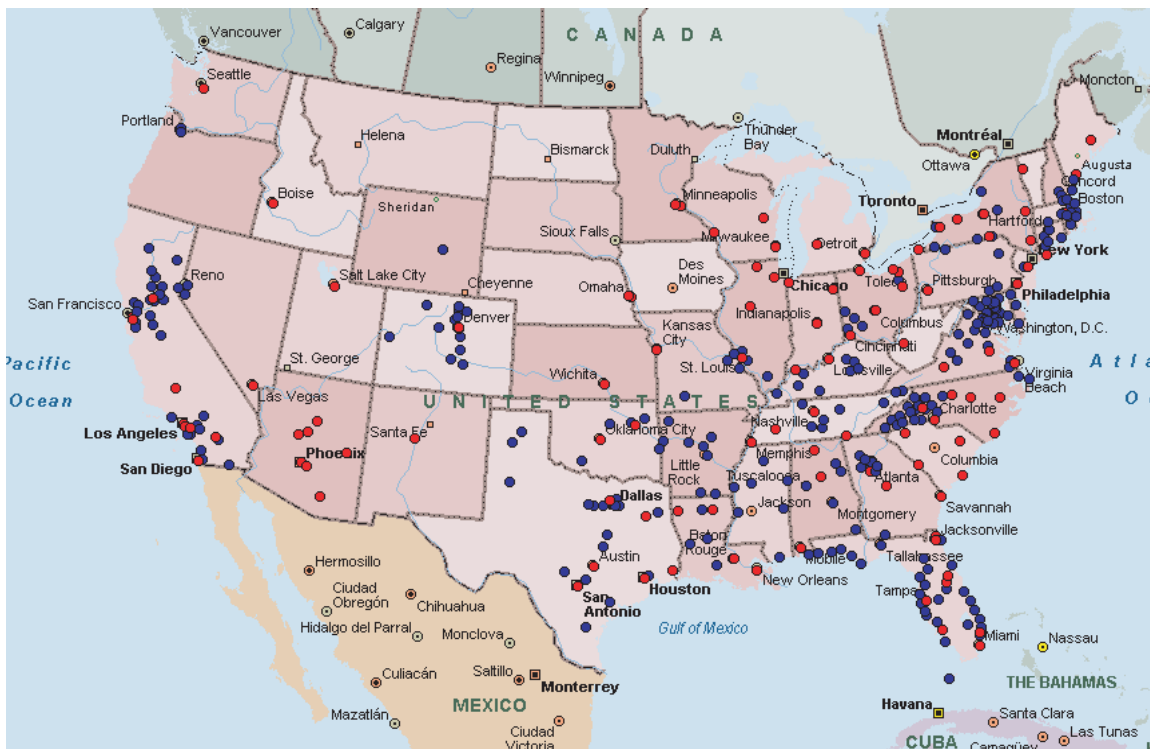 Vancouver
Calgary
CANADA
Regina
Winnipeg
Moncton
Seattle
Portland
Helena
Bismarck
Duluth
Thunder
Bay
Montréal
Ottawa
Augusta
Concord
Boston
Boise
Sheridan
Minneapolis
Toronto
Hartford
Sioux Falls
Milwaukee
Detroit
New York
Reno
Salt Lake City
Cheyenne
Des
Moines
Omaha
Chicago
Toledo
Pittsburgh
Philadelphia
San Francisco
Denver
Kansas
City
Indianapolis
Columbus
Washington, D.C.
Cincinnati
St. George
Wichita
St. Louis
Louisville
Virginia
Beach
Pacific
Ocean
Atla
O
Las Vegas
UNITED STATES
Los Angeles
Santa Fe
Oklahoma City
Nashville
Charlotte
San Diego
Phoenix
Little
Rock
Memphis
Columbia
Tuscaloosa
Atlanta
Dallas
Jackson
Montgomery
Savannah
Jacksonville
Baton
Rouge
Mobile
Tallahassee
Austin
New Orleans
Tampa
Houston
San
Antonio
Hermosillo
Ciudad
Obregón
Chihuahua
Hidalgo del Parral
Monclova
Gulf of Mexico
Miami
Nassau
Culiacán
Saltillo
Monterrey
THE BAHAMAS
MEXICO
Mazatlán
Ciudad
Victoria
Havana
Santa Clara
CUBA
Camagüey
Las Tunas